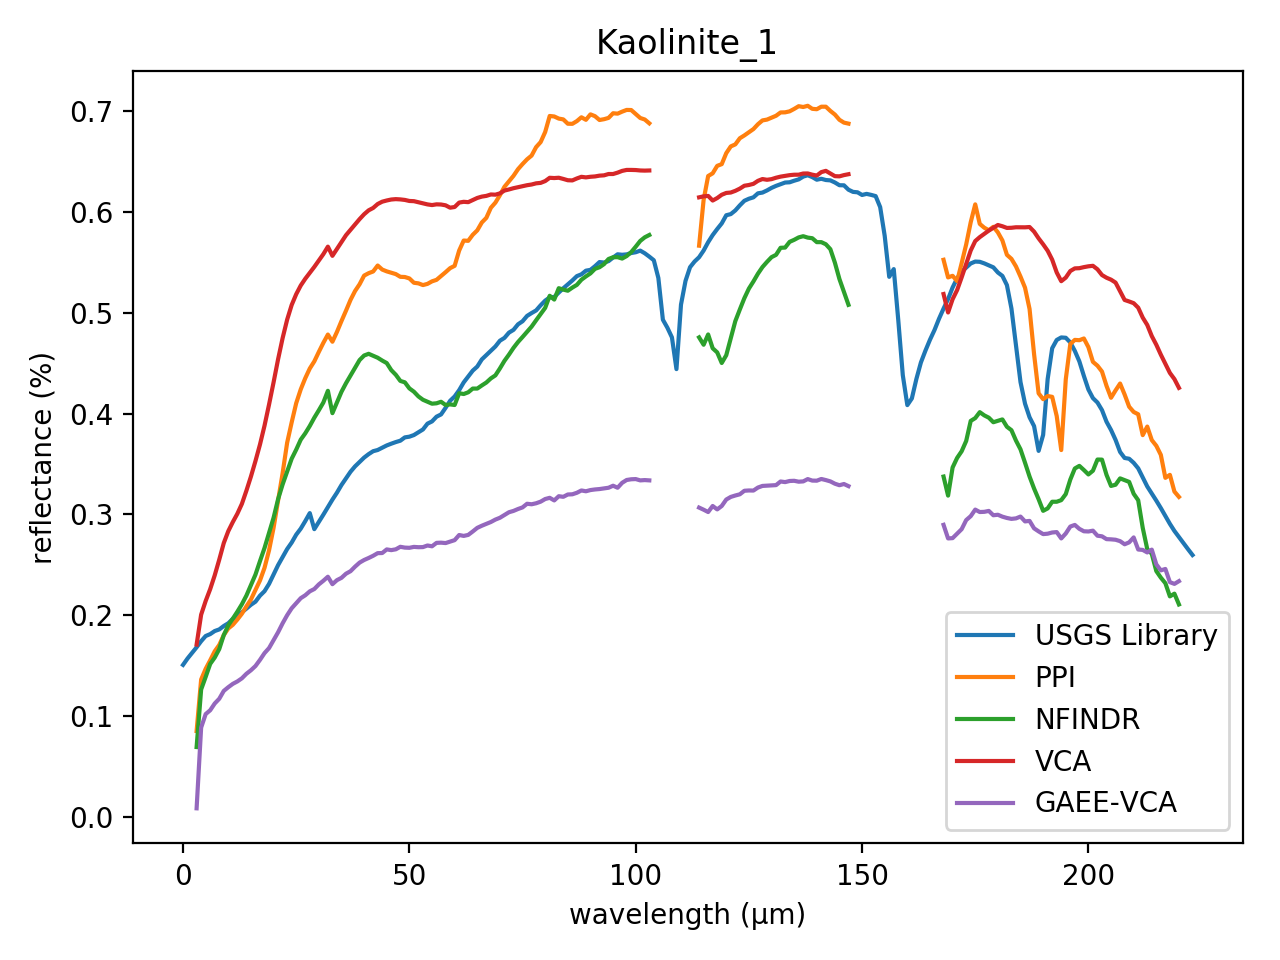 Kaolinite_1
reflectance (%)
0.7
0.6
0.5
0.4
0.3
0.2
0.1
0.0
USGS Library
PPI
NFINDR
VCA
GAEE-VCA
0
50
100
150
200
wavelength (μm)